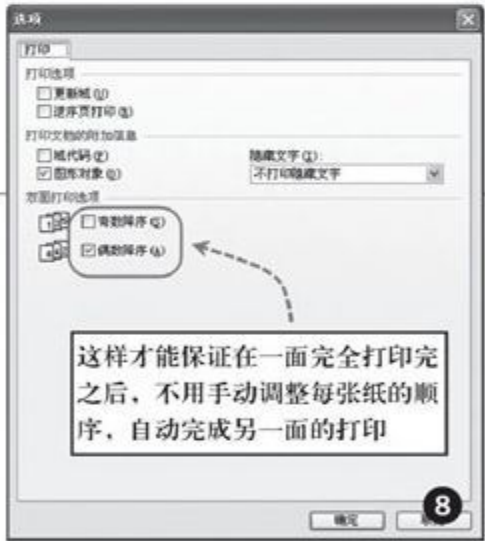 选项
打印
打印选项
更新域(U)
逆序页打印(R)
打印文档的附加信息
域代码(F)
隐藏文字(I):
图形对象(O)
不打印隐藏文字
双面打印选项
奇数降序(C)
偶数降序(A)
这样才能保证在一面完全打印完
之后，不用手动调整每张纸的顺
序，自动完成另一面的打印
确定
8